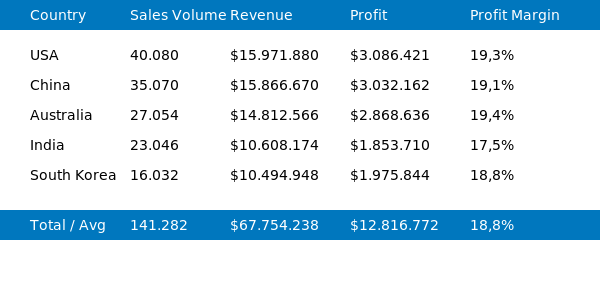 Country Sales Volume Revenue Profit Profit Margin
USA 40.080 $15.971.880 $3.086.421 19,3%
China 35.070 $15.866.670 $3.032.162 19,1%
Australia 27.054 $14.812.566 $2.868.636 19,4%
India 23.046 $10.608.174 $1.853.710 17,5%
South Korea 16.032 $10.494.948 $1.975.844 18,8%
Total / Avg 141.282 $67.754.238 $12.816.772 18,8%